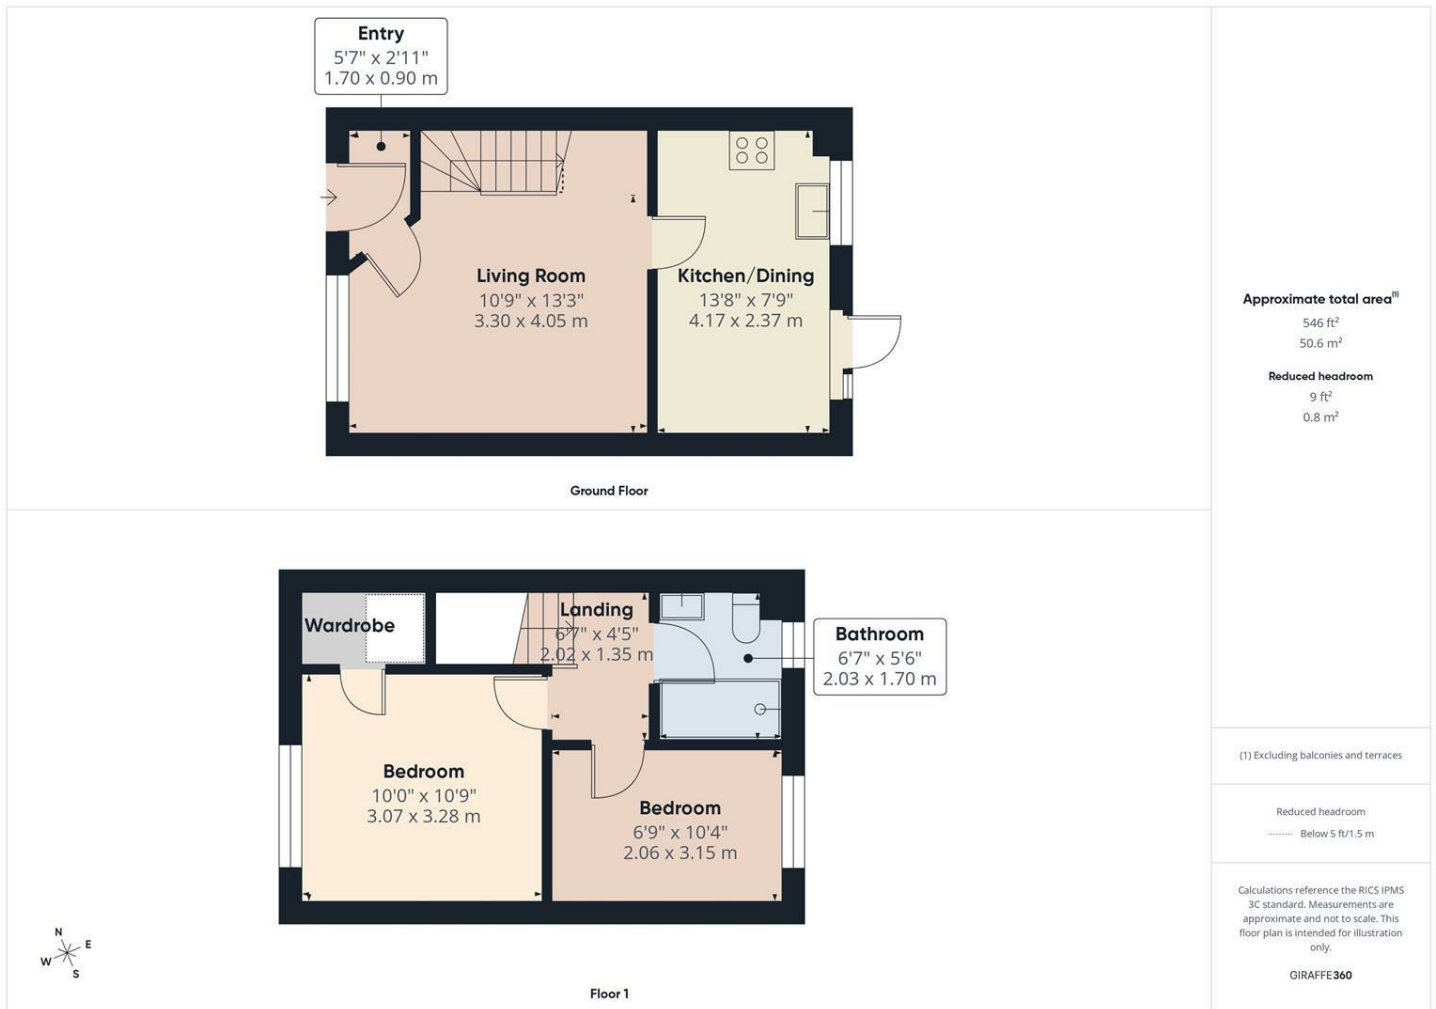 Entry
5'7" x 2'11"
1.70 x 0.90 m
Living Room
10'9" x 13'3"
3.30 x 4.05 m
Kitchen/Dining
13'8" x 7'9"
4.17 x 2.37 m
Ground Floor
Wardrobe
Landing
6'7" x 4'5"
2.02 x 1.35 m
Bathroom
6'7" x 5'6"
2.03 x 1.70 m
Bedroom
10'0" x 10'9"
3.07 x 3.28 m
Bedroom
6'9" x 10'4"
2.06 x 3.15 m
N
E
W
S
Floor 1
Approximate total area(1)
546 ft²
50.6 m²
Reduced headroom
9 ft²
0.8 m²
(1) Excluding balconies and terraces
Reduced headroom
Below 5 ft/1.5 m
Calculations reference the RICS IPMS
3C standard. Measurements are
approximate and not to scale. This
floor plan is intended for illustration
only.
GIRAFFE360